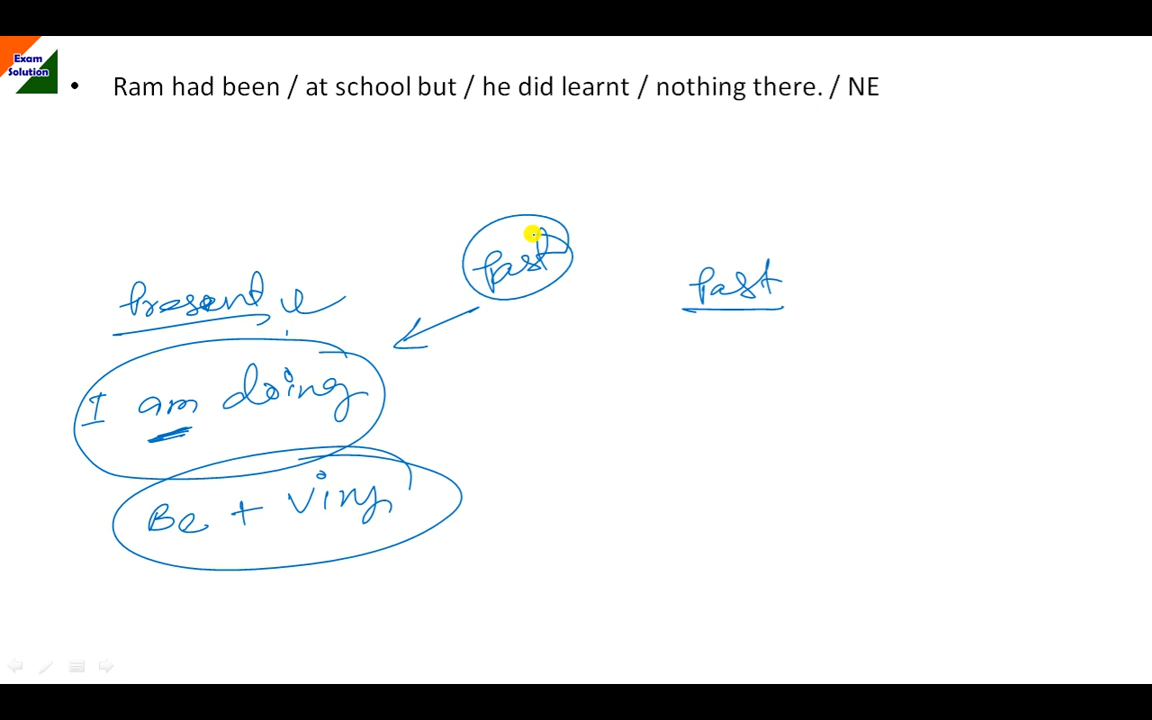 Exam
Solution
• Ram had been / at school but / he did learnt / nothing there. / NE
Past
Past
Present
I am doing
Be + Ving